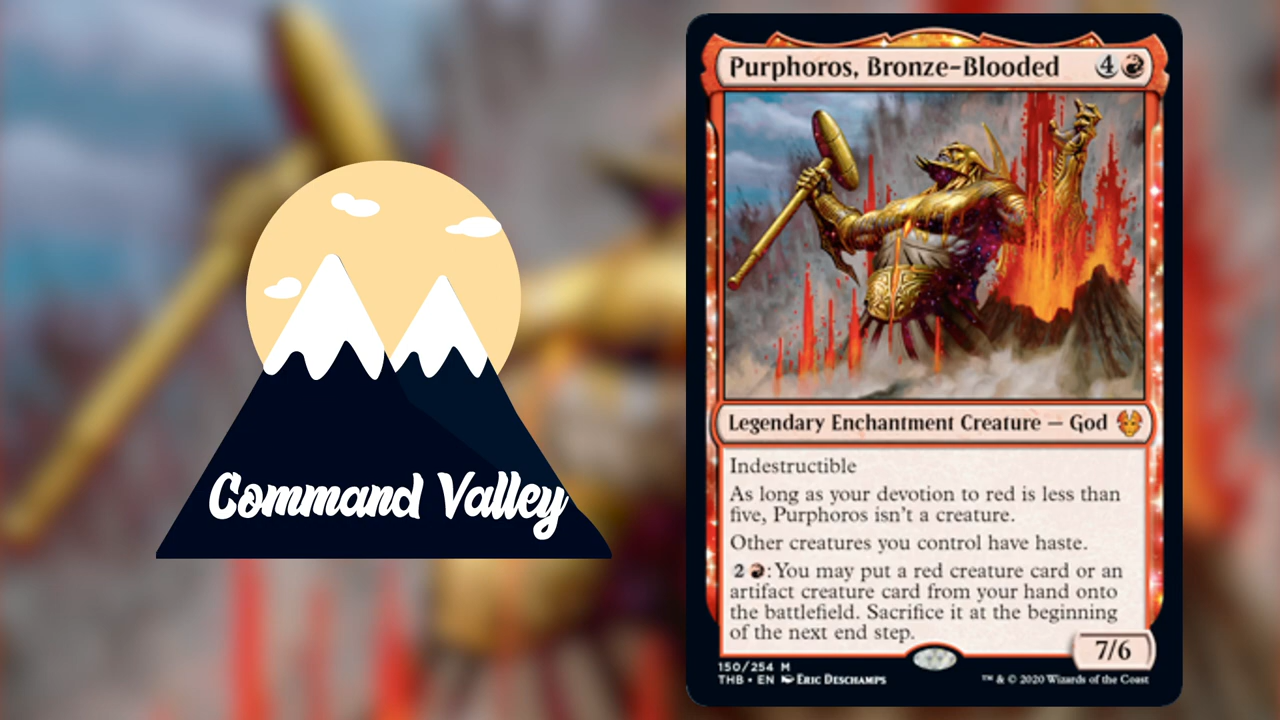 Command Valley
Purphoros, Bronze-Blooded 4
Legendary Enchantment Creature — God
Indestructible
As long as your devotion to red is less than
five, Purphoros isn't a creature.
Other creatures you control have haste.
2 : You may put a red creature card or an
artifact creature card from your hand onto
the battlefield. Sacrifice it at the beginning
of the next end step.
7/6
150/254 M
THB • EN Eric Deschamps
™ & © 2020 Wizards of the Coast